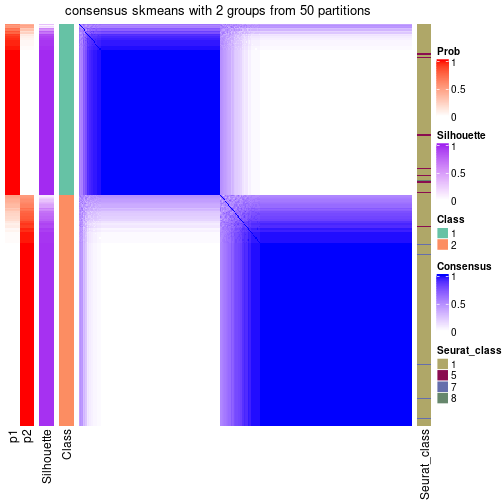 consensus skmeans with 2 groups from 50 partitions
Prob
1
0.5
0
Silhouette
1
0.5
0
Class
1
2
Consensus
1
0.5
0
Seurat_class
1
5
7
8
p1
p2
Silhouette
Class
Seurat_class